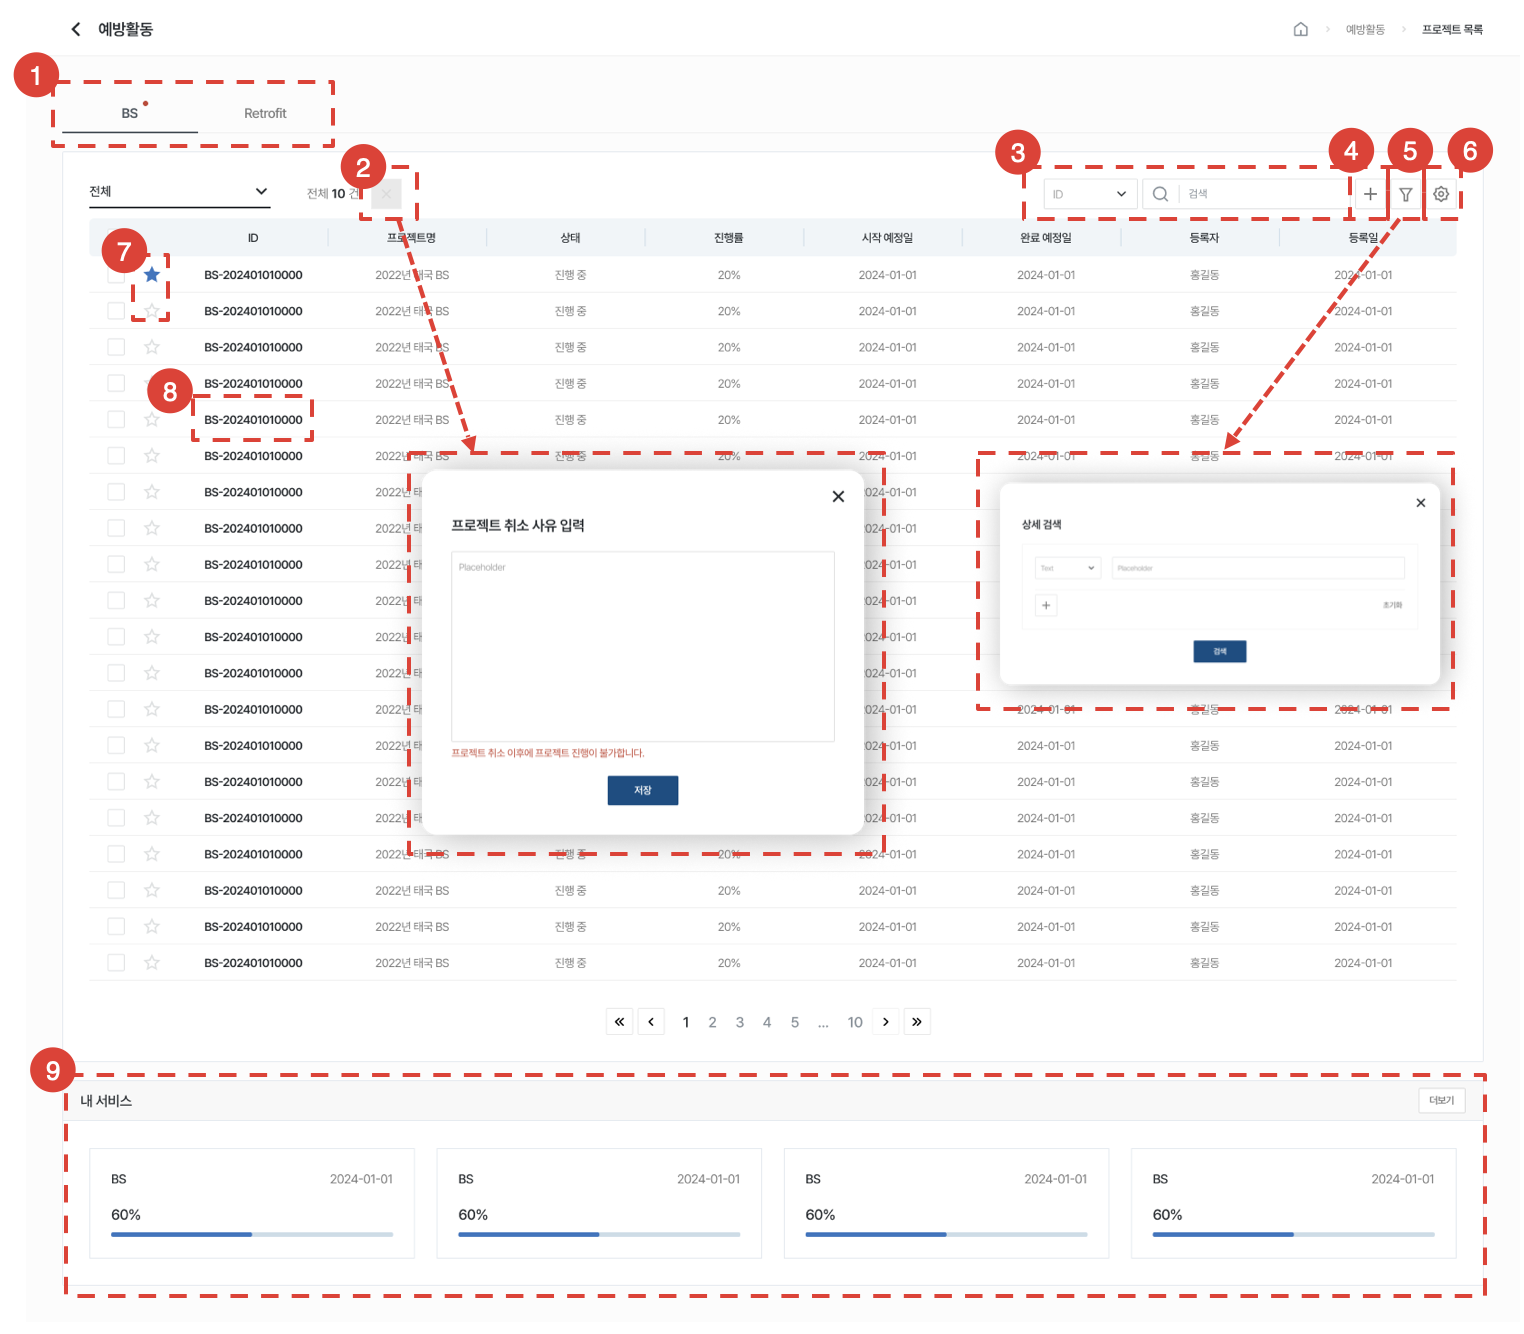 예방활동
예방활동 프로젝트 목록
1
BS Retrofit
2 3 4 5 6
전체 전체 10 건 ID 검색
7
ID 프로젝트명 상태 진행률 시작 예정일 완료 예정일 등록자 등록일
BS-202401010000 2022년 태국 BS 진행 중 20% 2024-01-01 2024-01-01 홍길동 2024-01-01
BS-202401010000 2022년 태국 BS 진행 중 20% 2024-01-01 2024-01-01 홍길동 2024-01-01
BS-202401010000 2022년 태국 BS 진행 중 20% 2024-01-01 2024-01-01 홍길동 2024-01-01
BS-202401010000 2022년 태국 BS 진행 중 20% 2024-01-01 2024-01-01 홍길동 2024-01-01
8
BS-202401010000 2022년 태국 BS 진행 중 20% 2024-01-01 2024-01-01 홍길동 2024-01-01
BS-202401010000 2022년 태국 BS 진행 중 20% 2024-01-01 2024-01-01 홍길동 2024-01-01
BS-202401010000 2022년 024-01-01
BS-202401010000 2022년 024-01-01
BS-202401010000 2022년 024-01-01
BS-202401010000 2022년 024-01-01
BS-202401010000 2022년 024-01-01
BS-202401010000 2022년 024-01-01
BS-202401010000 2022년 024-01-01 2024-01-01 홍길동 2024-01-01
BS-202401010000 2022년 024-01-01 2024-01-01 홍길동 2024-01-01
BS-202401010000 2022년 024-01-01 2024-01-01 홍길동 2024-01-01
BS-202401010000 2022년 024-01-01 2024-01-01 홍길동 2024-01-01
BS-202401010000 2022년 태국 BS 진행 중 20% 2024-01-01 2024-01-01 홍길동 2024-01-01
BS-202401010000 2022년 태국 BS 진행 중 20% 2024-01-01 2024-01-01 홍길동 2024-01-01
BS-202401010000 2022년 태국 BS 진행 중 20% 2024-01-01 2024-01-01 홍길동 2024-01-01
BS-202401010000 2022년 태국 BS 진행 중 20% 2024-01-01 2024-01-01 홍길동 2024-01-01
프로젝트 취소 사유 입력
Placeholder
프로젝트 취소 이후에 프로젝트 진행이 불가합니다.
저장
상세 검색
Text Placeholder
초기화
검색
1 2 3 4 5 ... 10
9
내 서비스 더보기
BS 2024-01-01
60%
BS 2024-01-01
60%
BS 2024-01-01
60%
BS 2024-01-01
60%